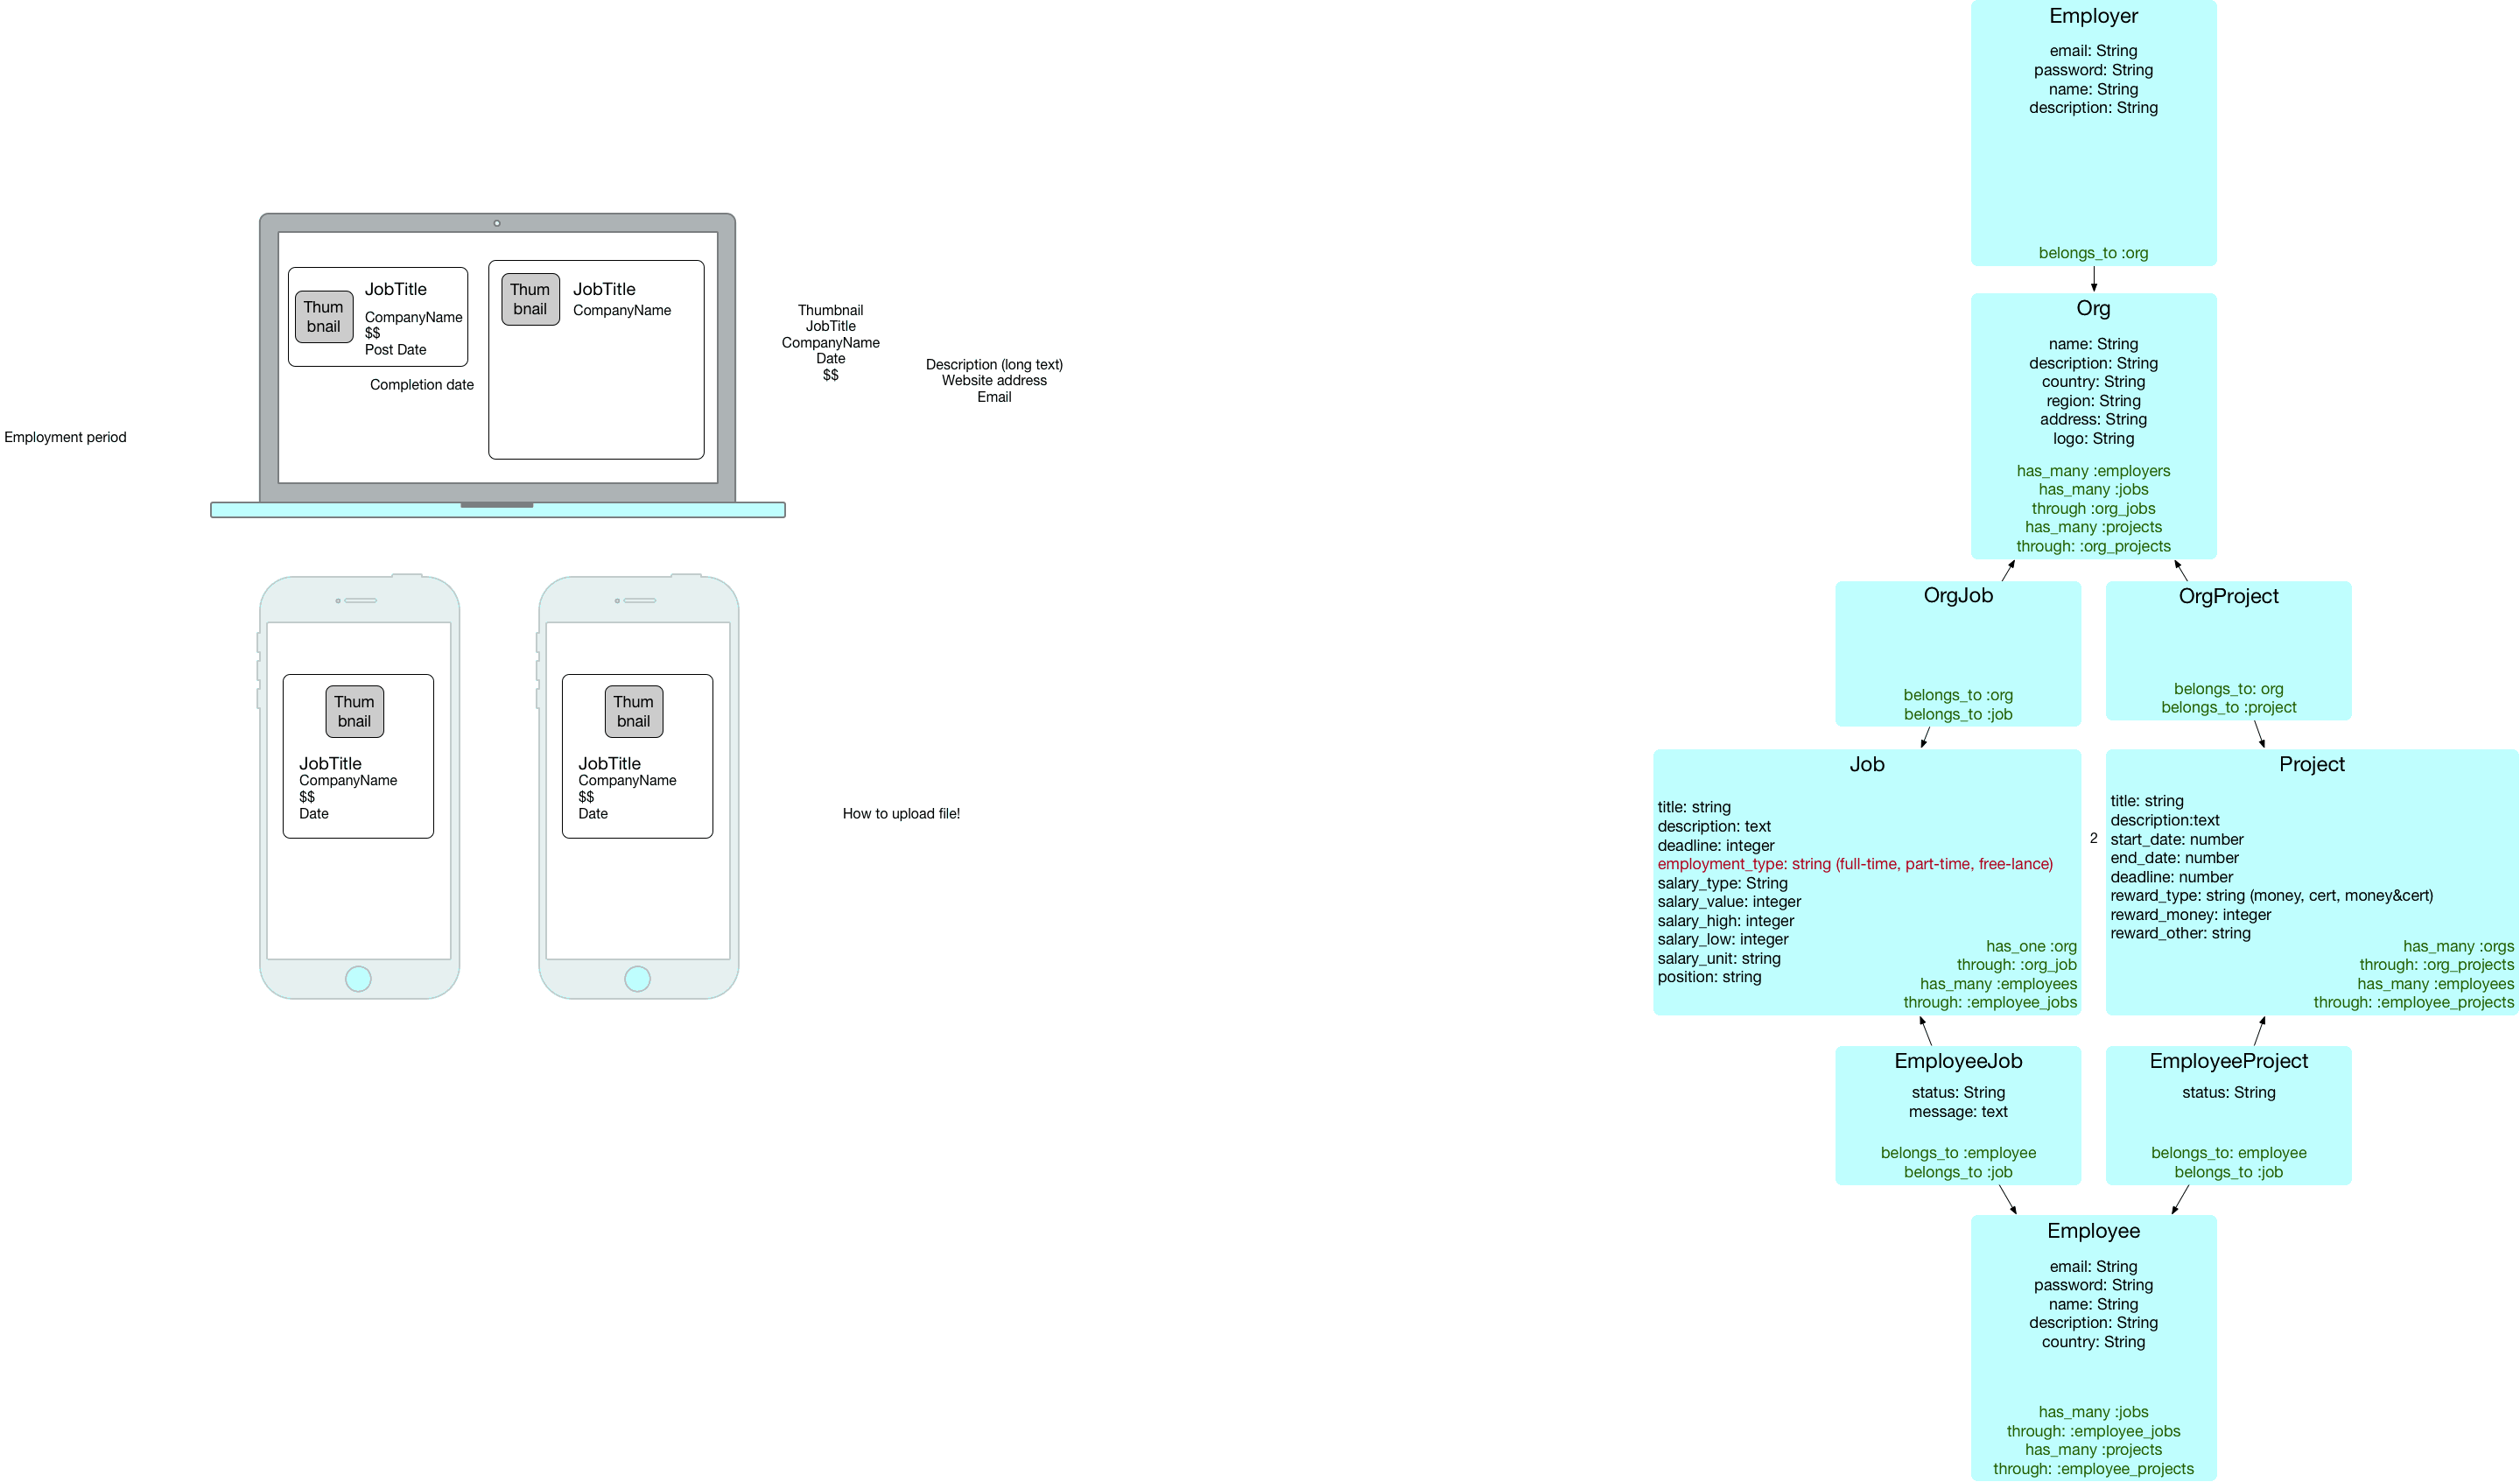 Employment period
Thum
bnail
JobTitle
CompanyName
$$
Post Date
Completion date
Thum
bnail
JobTitle
CompanyName
Thumbnail
JobTitle
CompanyName
Date
$$
Description (long text)
Website address
Email
Thum
bnail
JobTitle
CompanyName
$$
Date
Thum
bnail
JobTitle
CompanyName
$$
Date
How to upload file!
Employer
email: String
password: String
name: String
description: String
belongs_to :org
Org
name: String
description: String
country: String
region: String
address: String
logo: String
has_many :employers
has_many :jobs
through :org_jobs
has_many :projects
through: :org_projects
OrgJob
belongs_to :org
belongs_to :job
OrgProject
belongs_to: org
belongs_to :project
Job
title: string
description: text
deadline: integer
employment_type: string (full-time, part-time, free-lance)
salary_type: String
salary_value: integer
salary_high: integer
salary_low: integer
salary_unit: string
position: string
has_one :org
through: :org_job
has_many :employees
through: :employee_jobs
2
Project
title: string
description:text
start_date: number
end_date: number
deadline: number
reward_type: string (money, cert, money&cert)
reward_money: integer
reward_other: string
has_many :orgs
through: :org_projects
has_many :employees
through: :employee_projects
EmployeeJob
status: String
message: text
belongs_to :employee
belongs_to :job
EmployeeProject
status: String
belongs_to: employee
belongs_to :job
Employee
email: String
password: String
name: String
description: String
country: String
has_many :jobs
through: :employee_jobs
has_many :projects
through: :employee_projects